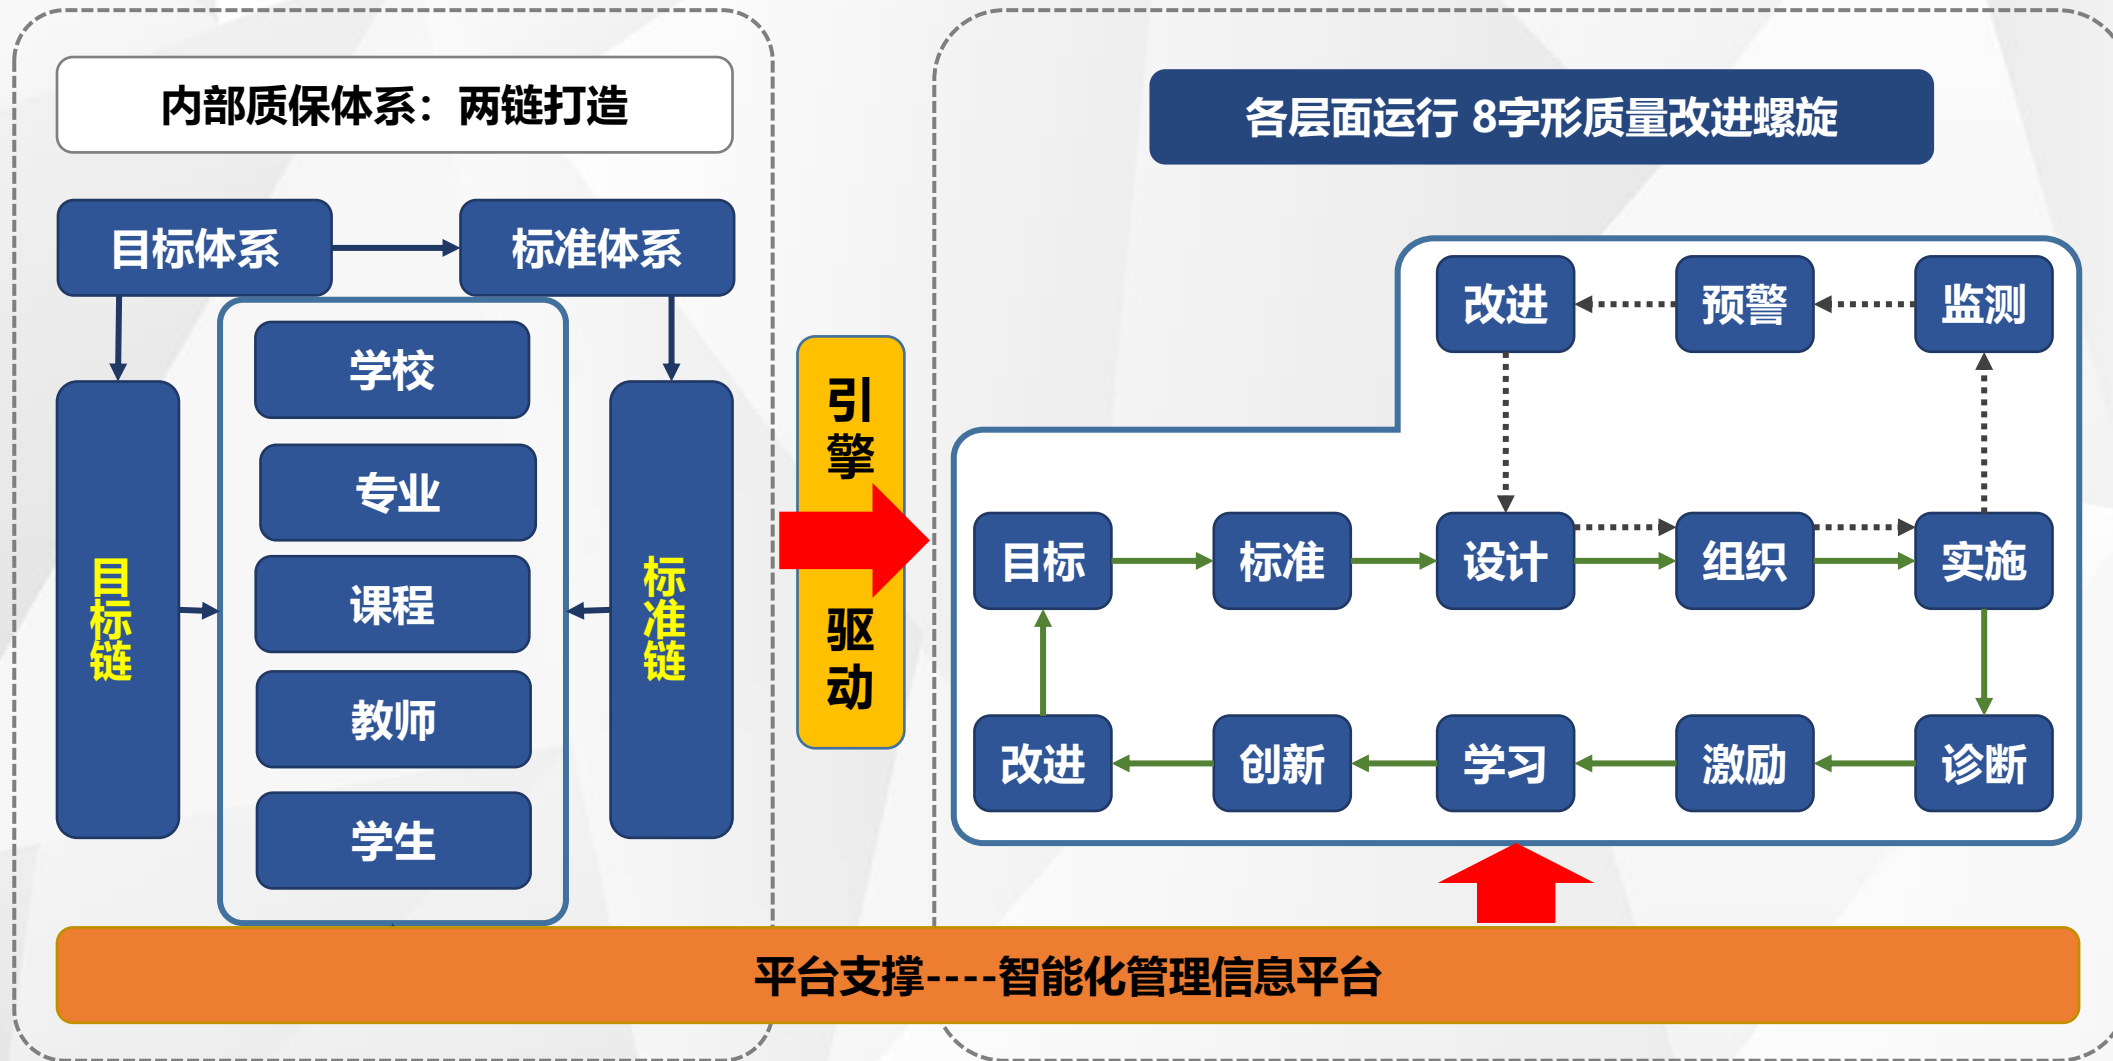 内部质保体系：两链打造
目标体系
标准体系
目标链
学校
专业
课程
教师
学生
标准链
引擎
驱动
各层面运行 8字形质量改进螺旋
改进
预警
监测
目标
标准
设计
组织
实施
改进
创新
学习
激励
诊断
平台支撑----智能化管理信息平台